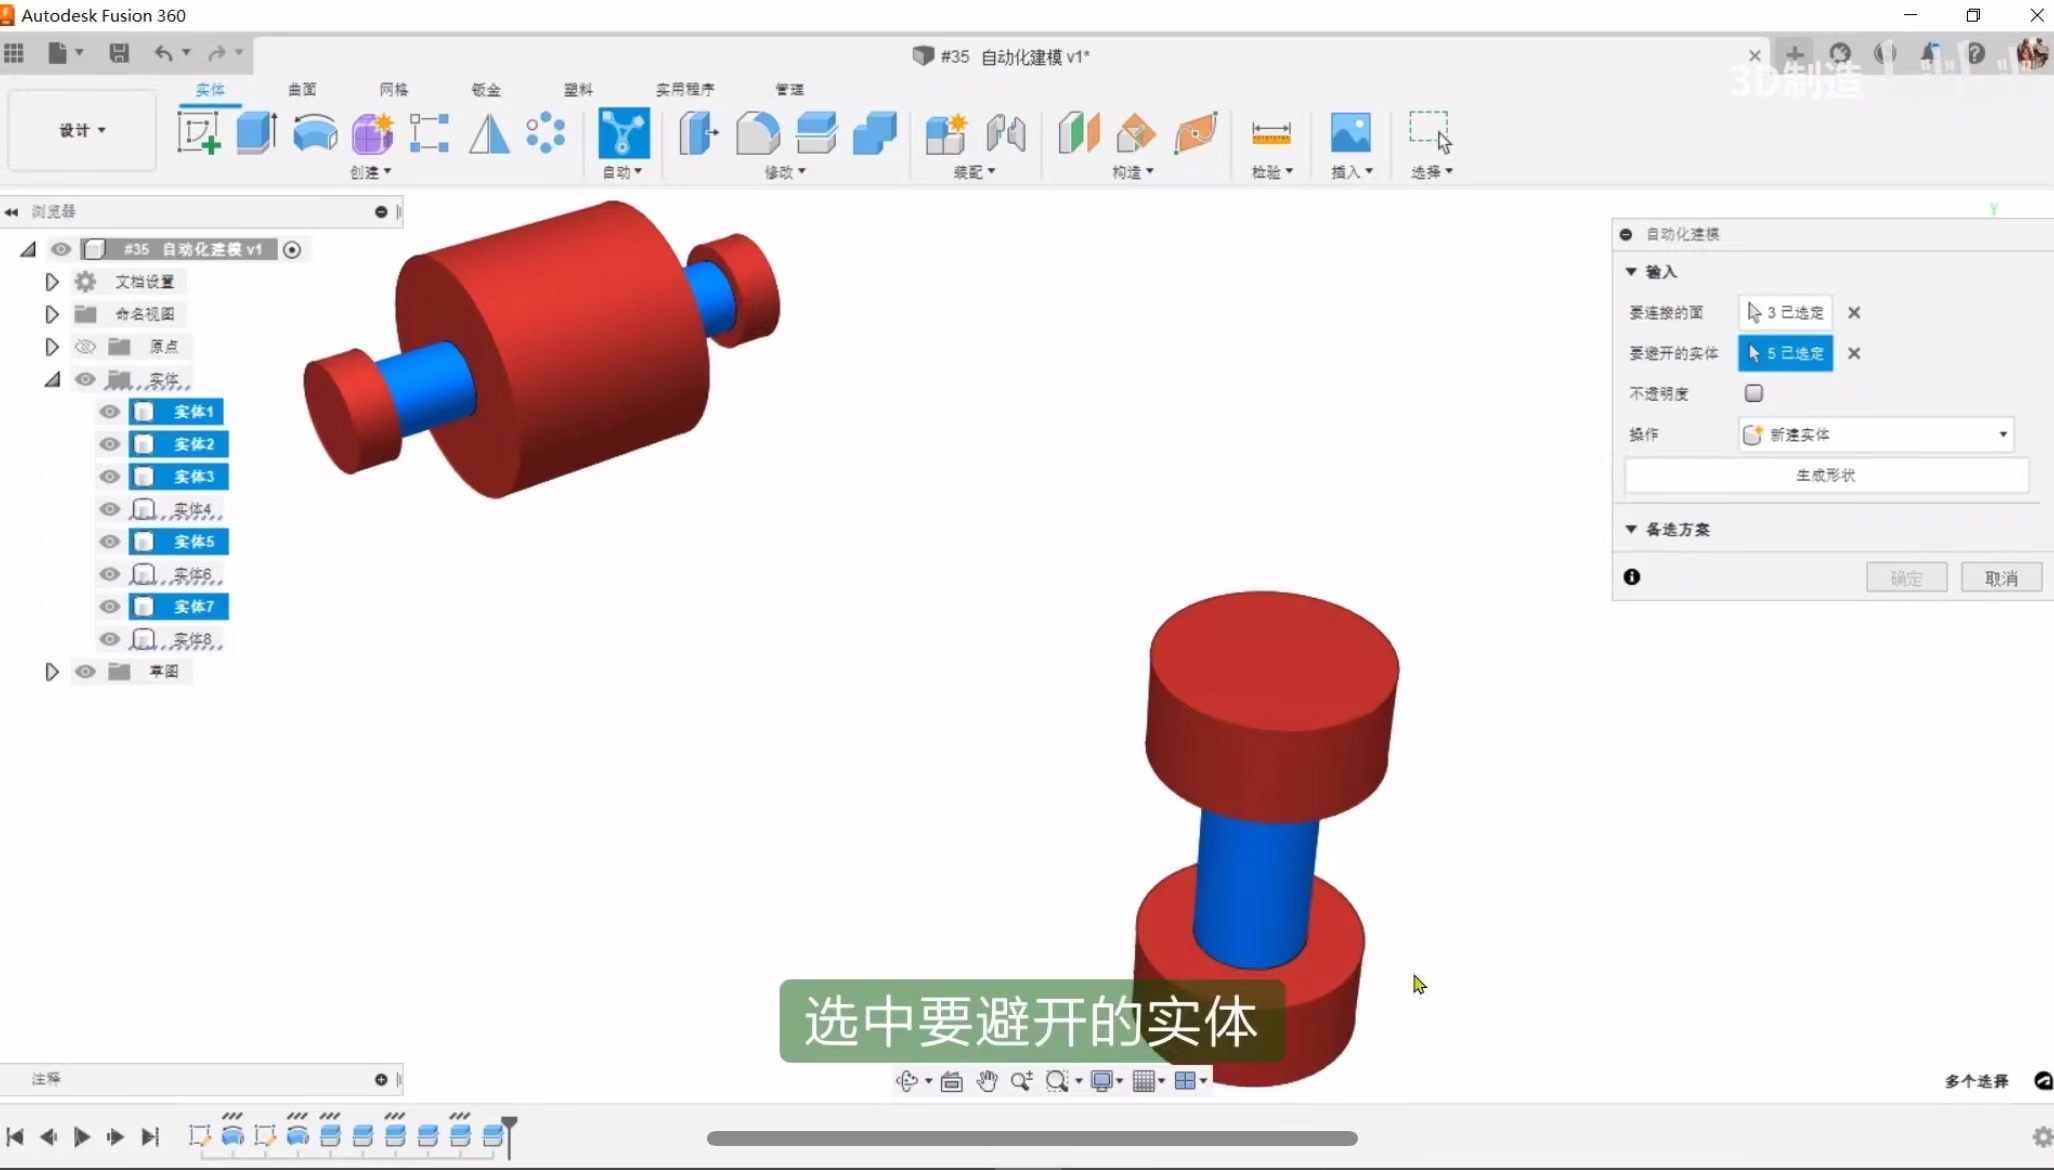 Autodesk Fusion 360
#35 自动化建模 v1*
3D制造
实体 曲面 网格 钣金 塑料 实用程序 管理
设计
创建 自动 修改 装配 构造 检验 插入 选择
浏览器
#35 自动化建模 v1
文档设置
命名视图
原点
实体
实体1
实体2
实体3
实体4
实体5
实体6
实体7
实体8
草图
Y
自动化建模
输入
要连接的面 3 已选定
要避开的实体 5 已选定
不透明度
操作 新建实体
生成形状
备选方案
确定 取消
选中要避开的实体
注释
多个选择